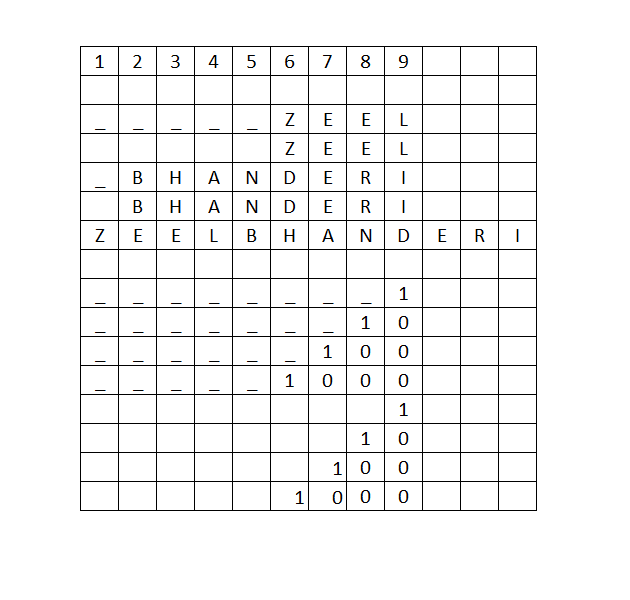 1 2 3 4 5 6 7 8 9
_ _ _ _ _ Z E E L
Z E E L
_ B H A N D E R I
B H A N D E R I
Z E E L B H A N D E R I
_ _ _ _ _ _ _ _ 1
_ _ _ _ _ _ _ 1 0
_ _ _ _ _ _ 1 0 0
_ _ _ _ _ 1 0 0 0
1
1 0
1 0 0
1 0 0 0